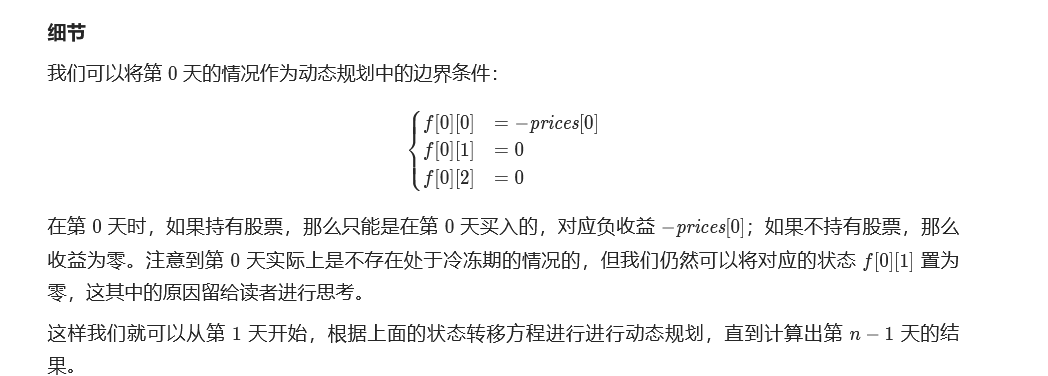 细节
我们可以将第 0 天的情况作为动态规划中的边界条件：
f[0][0] = −prices[0]
f[0][1] = 0
f[0][2] = 0
在第 0 天时，如果持有股票，那么只能是在第 0 天买入的，对应负收益 −prices[0]；如果不持有股票，那么
收益为零。注意到第 0 天实际上是不存在处于冷冻期的情况的，但我们仍然可以将对应的状态 f[0][1] 置为
零，这其中的原因留给读者进行思考。
这样我们就可以从第 1 天开始，根据上面的状态转移方程进行进行动态规划，直到计算出第 n − 1 天的结
果。